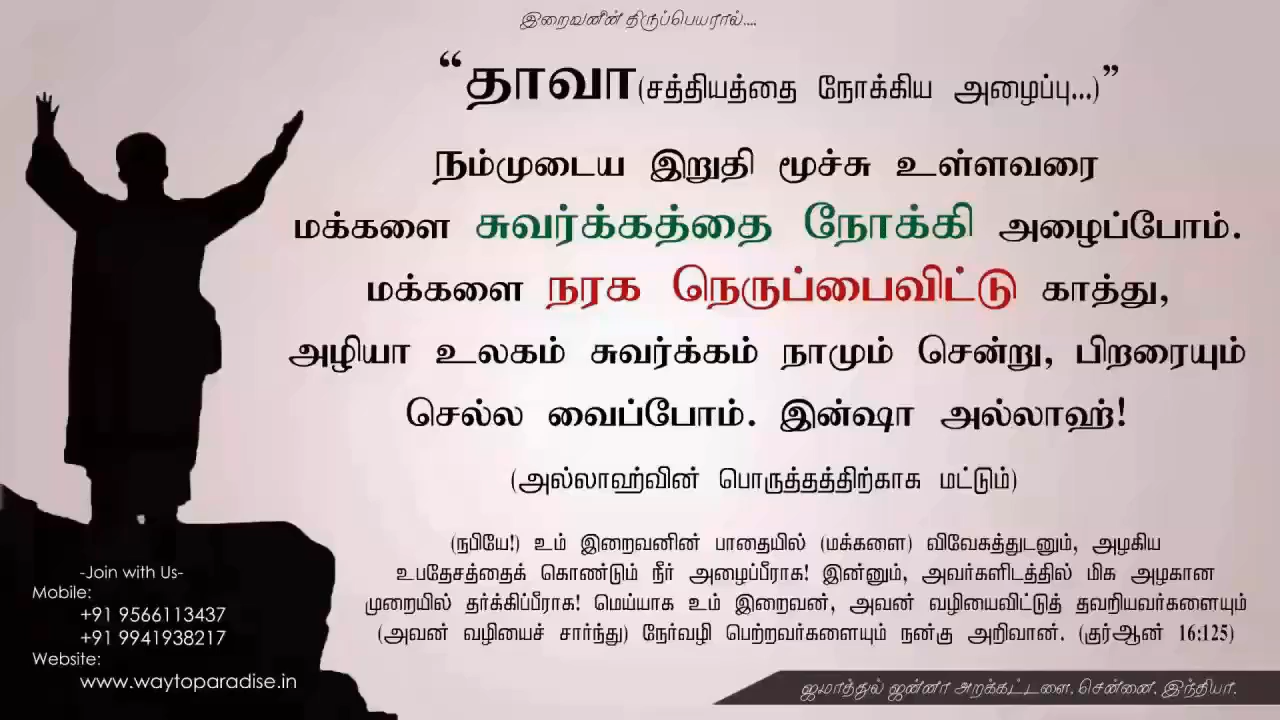 இறைவனின் திருப்பெயரால்....
“தாவா(சத்தியத்தை நோக்கிய அழைப்பு...)”
நம்முடைய இறுதி மூச்சு உள்ளவரை
மக்களை சுவர்க்கத்தை நோக்கி அழைப்போம்.
மக்களை நரக நெருப்பைவிட்டு காத்து,
அழியா உலகம் சுவர்க்கம் நாமும் சென்று, பிறரையும்
செல்ல வைப்போம். இன்ஷா அல்லாஹ்!
(அல்லாஹ்வின் பொருத்தத்திற்காக மட்டும்)
(நபியே!) உம் இறைவனின் பாதையில் (மக்களை) விவேகத்துடனும், அழகிய
உபதேசத்தைக் கொண்டும் நீர் அழைப்பீராக! இன்னும், அவர்களிடத்தில் மிக அழகான
முறையில் தர்க்கிப்பீராக! மெய்யாக உம் இறைவன், அவன் வழியைவிட்டுத் தவறியவர்களையும்
(அவன் வழியைச் சார்ந்து) நேர்வழி பெற்றவர்களையும் நன்கு அறிவான். (குர்ஆன் 16:125)
-Join with Us-
Mobile:
+91 9566113437
+91 9941938217
Website:
www.waytoparadise.in
ஜமாத்துல் ஜன்னா அறக்கட்டளை. சென்னை. இந்தியா.